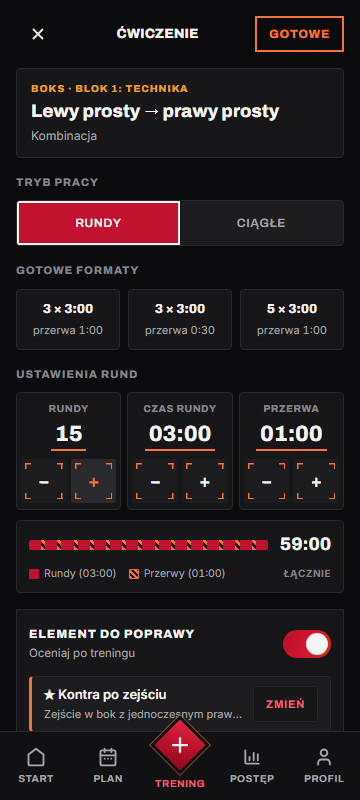 ĆWICZENIE
GOTOWE
BOKS · BLOK 1: TECHNIKA
Lewy prosty → prawy prosty
Kombinacja
TRYB PRACY
RUNDY
CIĄGŁE
GOTOWE FORMATY
3 × 3:00
przerwa 1:00
3 × 3:00
przerwa 0:30
5 × 3:00
przerwa 1:00
USTAWIENIA RUND
RUNDY
15
CZAS RUNDY
03:00
PRZERWA
01:00
59:00
Rundy (03:00)
Przerwy (01:00)
ŁĄCZNIE
ELEMENT DO POPRAWY
Oceniaj po treningu
★ Kontra po zejściu
Zejście w bok z jednoczesnym praw...
ZMIEŃ
START
PLAN
TRENING
POSTĘP
PROFIL